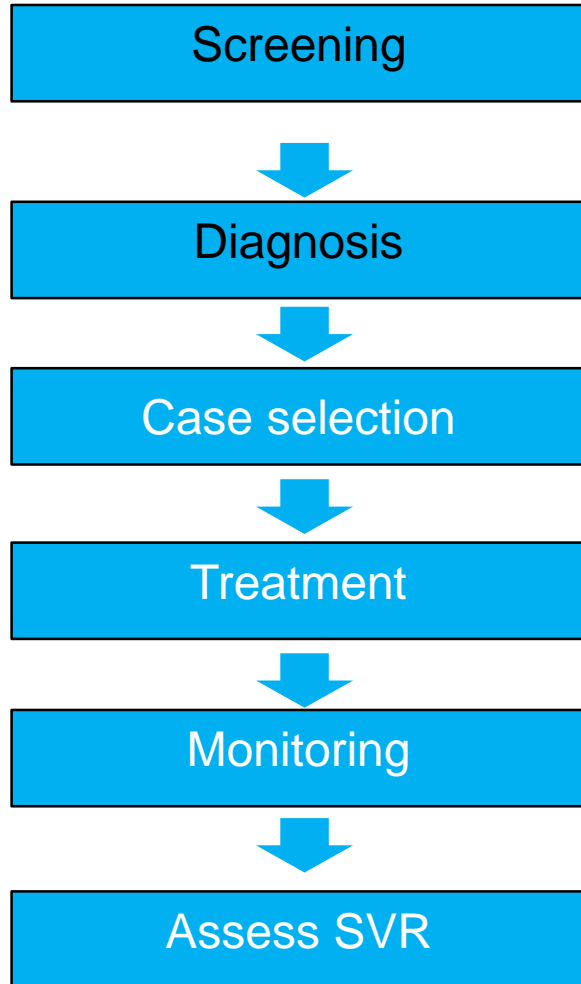 Screening
Diagnosis
Case selection
Treatment
Monitoring
Assess SVR